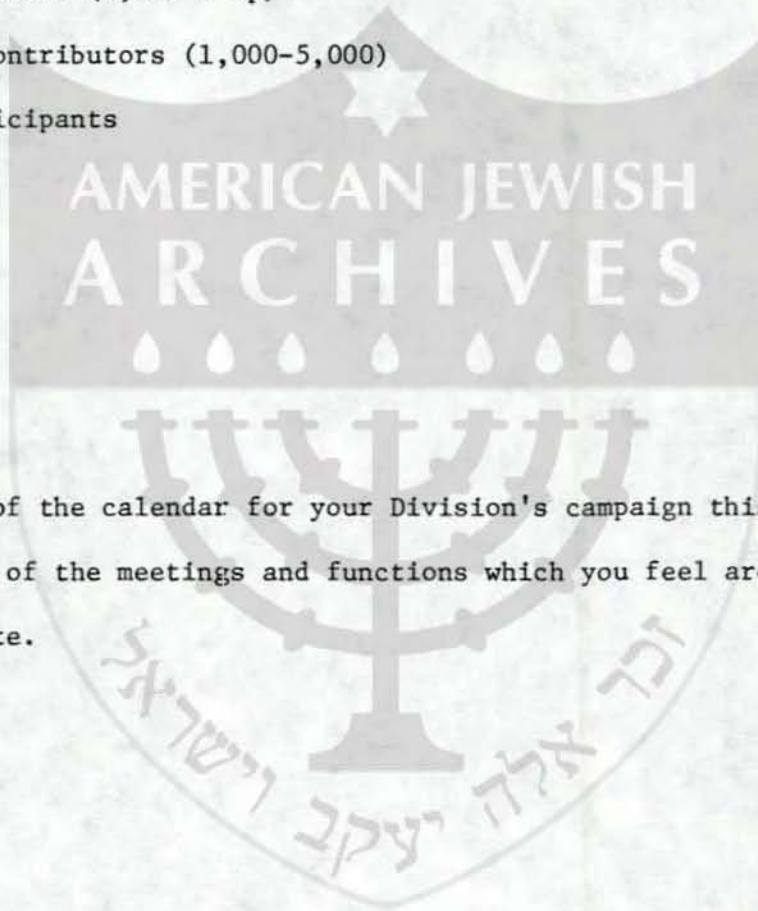 ontributors (1,000-5,000)
icipants
AMERICAN JEWISH
ARCHIVES
of the calendar for your Division's campaign thi
of the meetings and functions which you feel ar
te.
זכר אלה יעקב וישראל